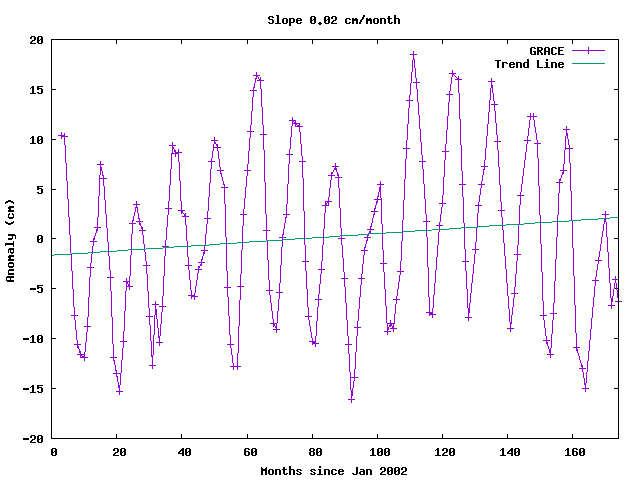 Slope 0.02 cm/month
GRACE
Trend Line
20
15
10
5
0
-5
-10
-15
-20
Anomaly (cm)
0 20 40 60 80 100 120 140 160
Months since Jan 2002